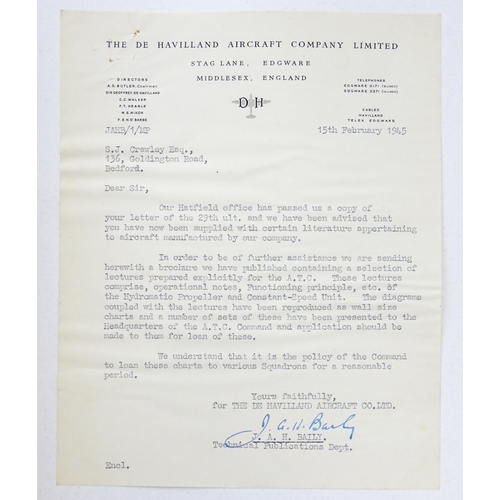 THE DE HAVILLAND AIRCRAFT COMPANY LIMITED
STAG LANE, EDGWARE
MIDDLESEX, ENGLAND
DIRECTORS
A.S. BUTLER, Chairman
SIR GEOFFREY DE HAVILLAND
C.C. WALKER
F.T. HEARLE
W.E. NIXON
F.E.N. ST BARBE
DH
TELEPHONES
EDGWARE
EDGWARE
CABLES
HAVILLAND
TELEX EDGWARE
JAHB/1/MP
15th February 1945
S.J. Crowley Esq.,
136, Goldington Road,
Bedford.
Dear Sir,
Our Hatfield office has passed us a copy of
your letter of the 29th ult. and we have been advised that
you have now been supplied with certain literature appertaining
to aircraft manufactured by our company.
In order to be of further assistance we are sending
herewith a brochure we have published containing a selection of
lectures prepared explicitly for the A.T.C. These lectures
comprise, operational notes, Functioning principle, etc. of
the Hydromatic Propeller and Constant-Speed Unit. The diagrams
coupled with the lectures have been reproduced as wall size
charts and a number of sets of these have been presented to the
Headquarters of the A.T.C. Command and application should be
made to them for loan of these.
We understand that it is the policy of the Command
to loan these charts to various Squadrons for a reasonable
period.
Yours faithfully,
for THE DE HAVILLAND AIRCRAFT CO.LTD.
J. A. H. Baily
J. A. H. BAILY.
Technical Publications Dept.
Encl.